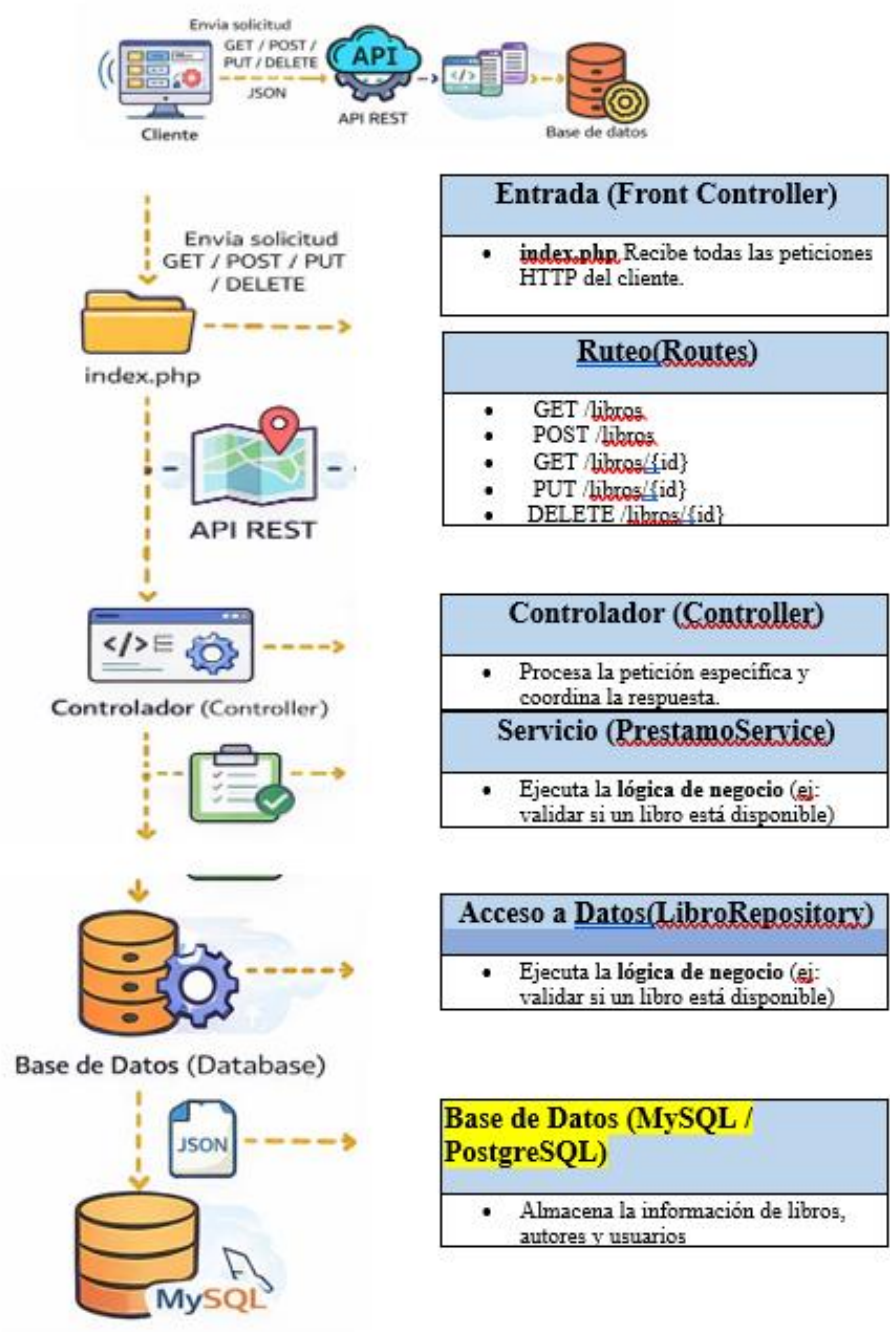 Envia solicitud
GET / POST /
PUT / DELETE
JSON
Cliente
API
API REST
</>
Base de datos
Entrada (Front Controller)
• index.php Recibe todas las peticiones
HTTP del cliente.
Envia solicitud
GET / POST / PUT
/ DELETE
index.php
Ruteo(Routes)
• GET /libros
• POST /libros
• GET /libros/{id}
• PUT /libros/{id}
• DELETE /libros/{id}
API REST
Controlador (Controller)
• Procesa la petición específica y
coordina la respuesta.
</>
Controlador (Controller)
Servicio (PrestamoService)
• Ejecuta la lógica de negocio (ej:
validar si un libro está disponible)
Acceso a Datos(LibroRepository)
• Ejecuta la lógica de negocio (ej:
validar si un libro está disponible)
Base de Datos (Database)
JSON
Base de Datos (MySQL /
PostgreSQL)
• Almacena la información de libros,
autores y usuarios
MySQL